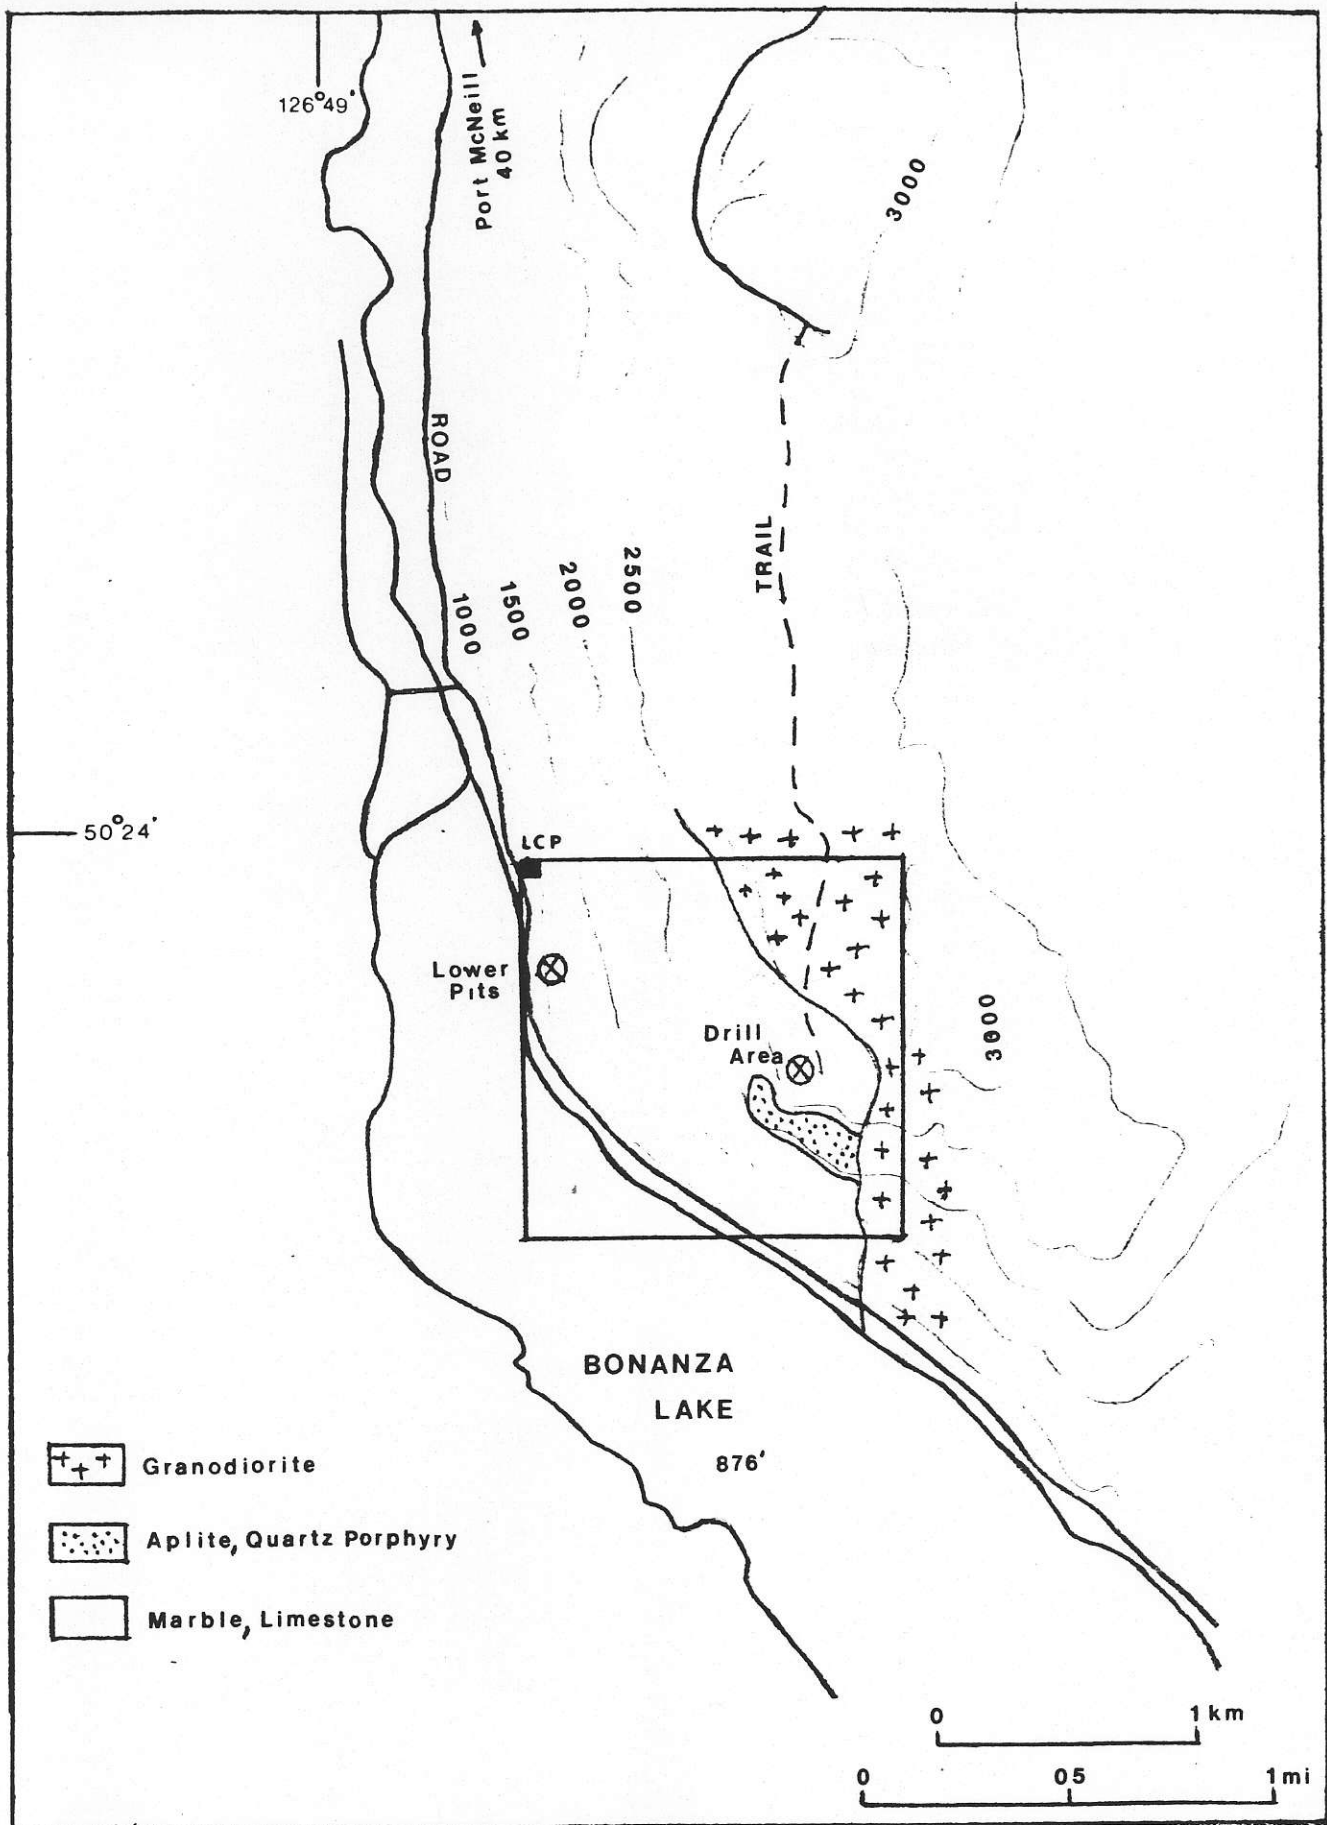 126°49'
Port McNeill
40 km
3000
ROAD
TRAIL
1000
1500
2000
2500
50°24'
LCP
Lower
Pits
Drill
Area
3000
BONANZA
LAKE
876'
Granodiorite
Aplite, Quartz Porphyry
Marble, Limestone
0 1 km
0 05 1 mi